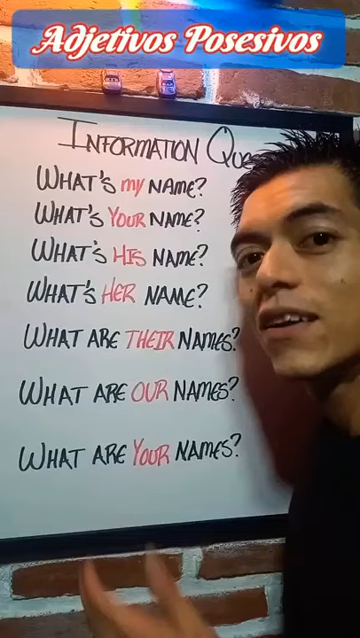 Adjetivos Posesivos
INFORMATION
WHAT'S MY NAME?
WHAT'S YOUR NAME?
WHAT'S HIS NAME?
WHAT'S HER NAME?
WHAT ARE THEIR NAMES?
WHAT ARE OUR NAMES?
WHAT ARE YOUR NAMES?